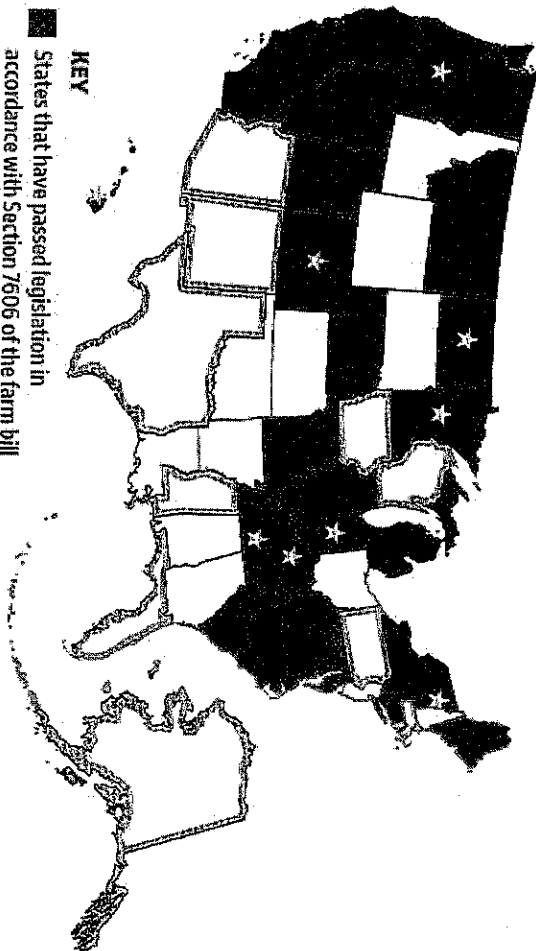 KEY
States that have passed legislation in
accordance with Section 7606 of the farm bill